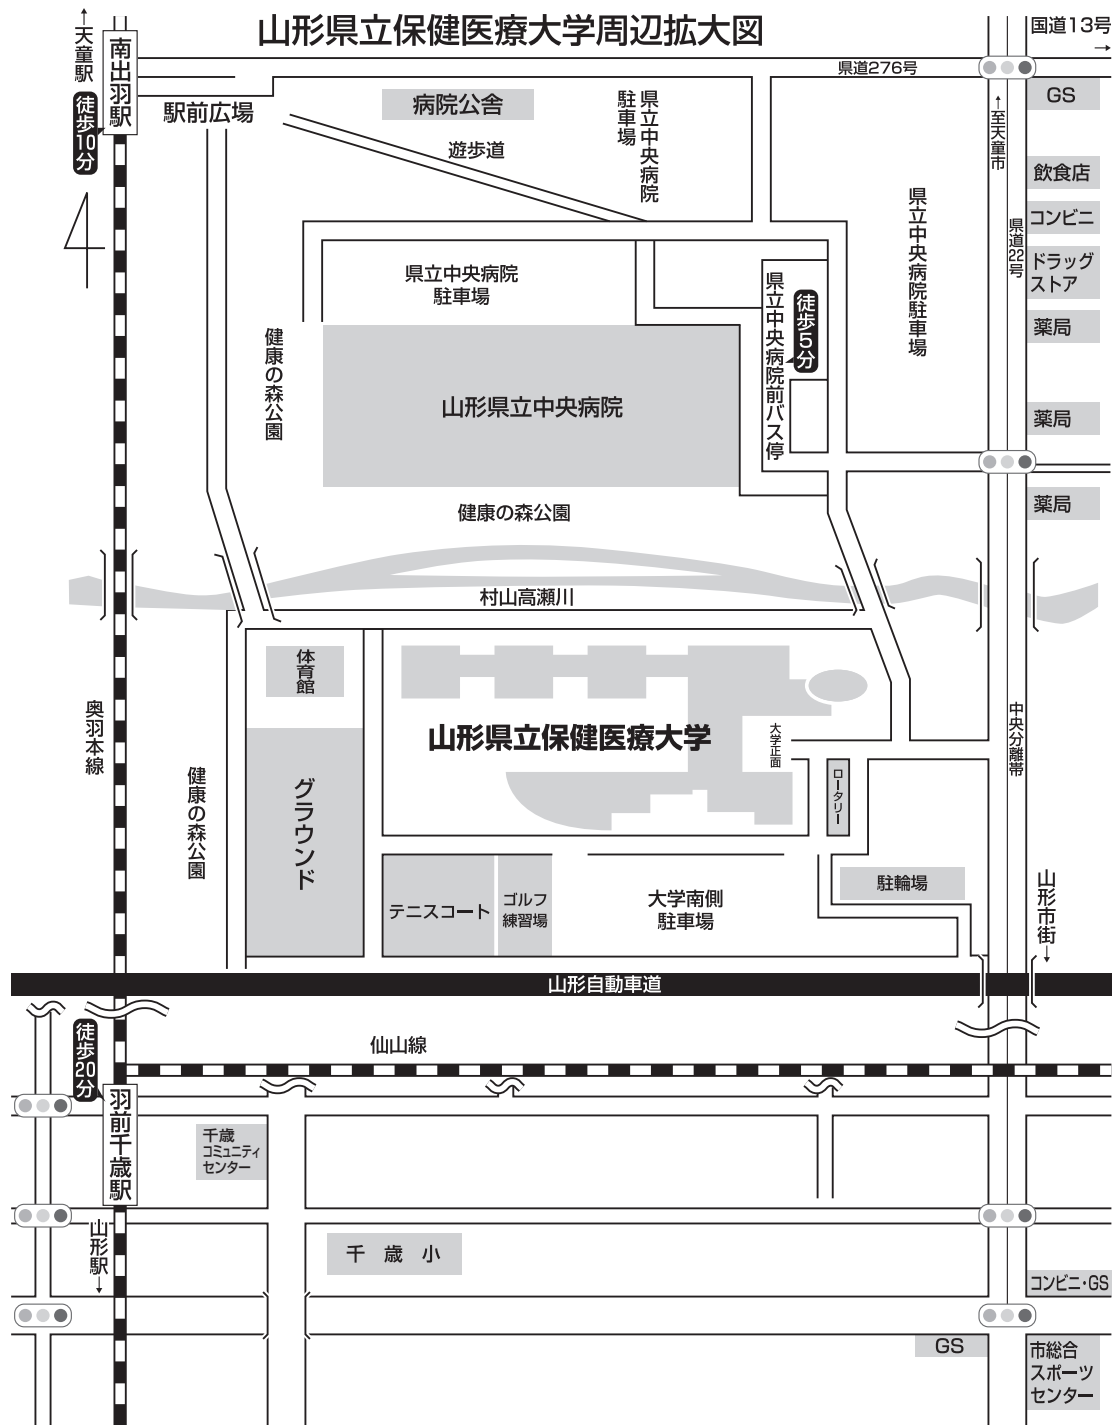 山形県立保健医療大学周辺拡大図
国道13号
→
↑天童駅
南出羽駅
徒歩10分
県道276号
駅前広場
病院公舎
遊歩道
県立中央病院
駐車場
GS
↑至天童市
飲食店
コンビニ
県道22号
ドラッグ
ストア
薬局
薬局
薬局
県立中央病院駐車場
県立中央病院
駐車場
県立中央病院前バス停
徒歩5分
健康の森公園
山形県立中央病院
健康の森公園
村山高瀬川
体育館
奥羽本線
山形県立保健医療大学
大学正面
中央分離帯
健康の森公園
グラウンド
ロータリー
テニスコート
ゴルフ
練習場
大学南側
駐車場
駐輪場
山形市街↓
山形自動車道
徒歩20分
仙山線
羽前千歳駅
千歳
コミュニティ
センター
山形駅↓
千歳小
コンビニ・GS
GS
市総合
スポーツ
センター